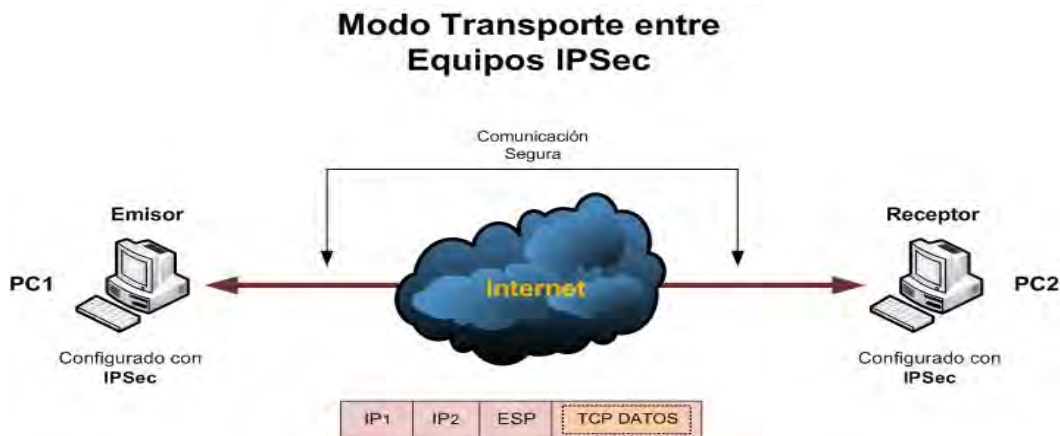 Modo Transporte entre
Equipos IPSec
Comunicación
Segura
Emisor
Receptor
PC1
Internet
PC2
Configurado con
IPSec
Configurado con
IPSec
IP1 IP2 ESP TCP DATOS